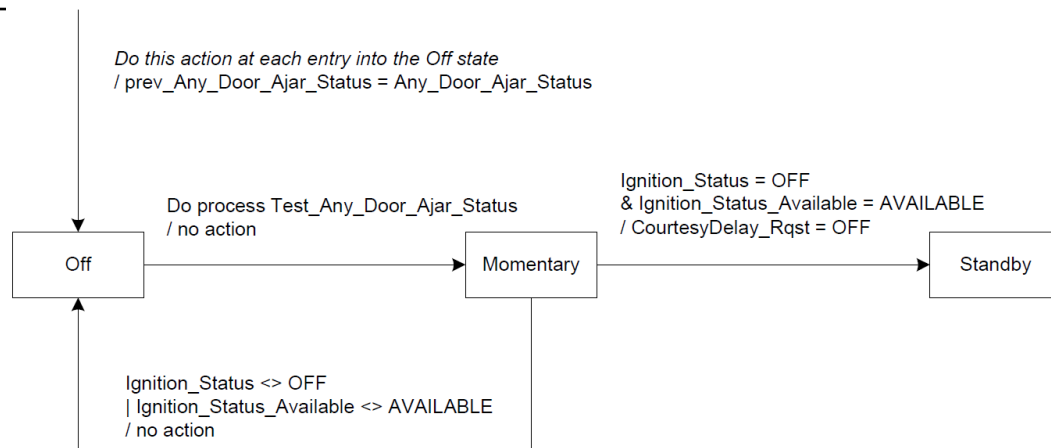 Do this action at each entry into the Off state
/ prev_Any_Door_Ajar_Status = Any_Door_Ajar_Status
Do process Test_Any_Door_Ajar_Status
/ no action
Ignition_Status = OFF
& Ignition_Status_Available = AVAILABLE
/ CourtesyDelay_Rqst = OFF
Off
Momentary
Standby
Ignition_Status <> OFF
| Ignition_Status_Available <> AVAILABLE
/ no action